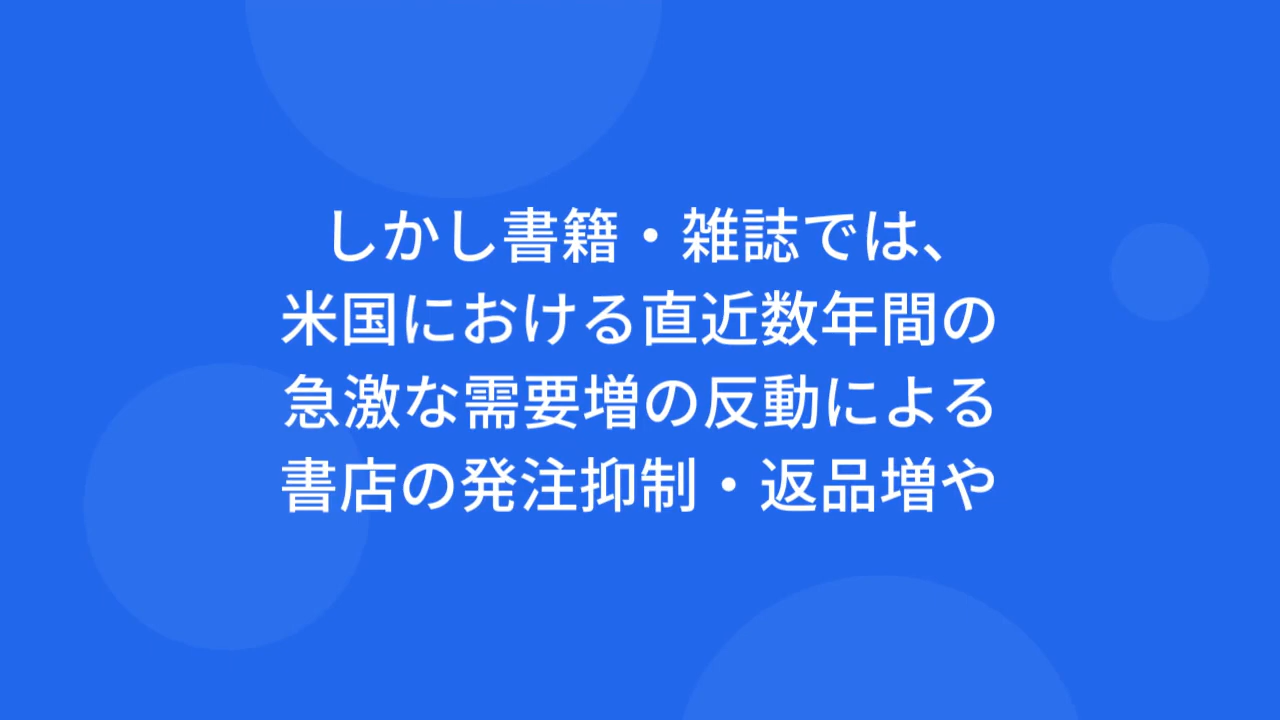 しかし書籍・雑誌では、
米国における直近数年間の
急激な需要増の反動による
書店の発注抑制・返品増や